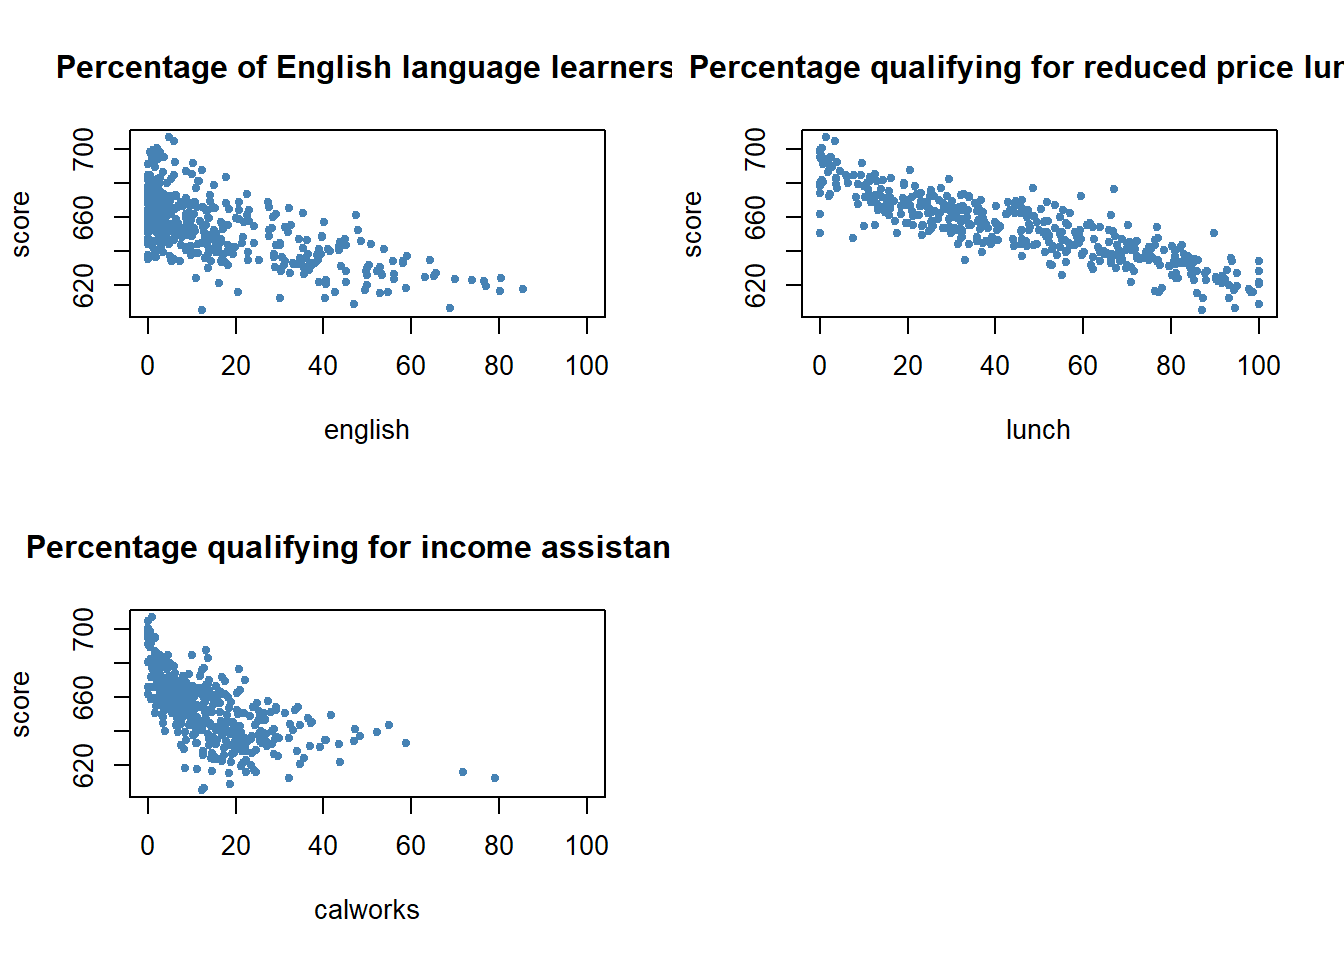 Percentage of English language learners
score
700
660
620
0 20 40 60 80 100
english
Percentage qualifying for reduced price lun
score
700
660
620
0 20 40 60 80 100
lunch
Percentage qualifying for income assistan
score
700
660
620
0 20 40 60 80 100
calworks